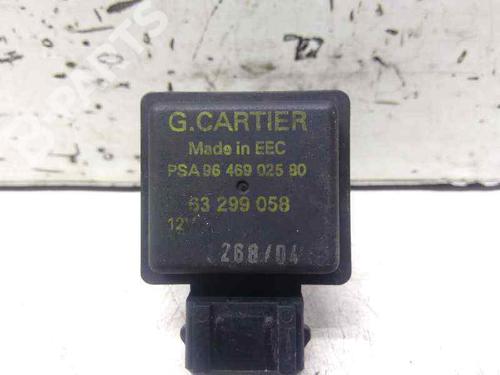 G.CARTIER
Made in EEC
PSA 96 469 025 80
63 299 058
12V
268/04